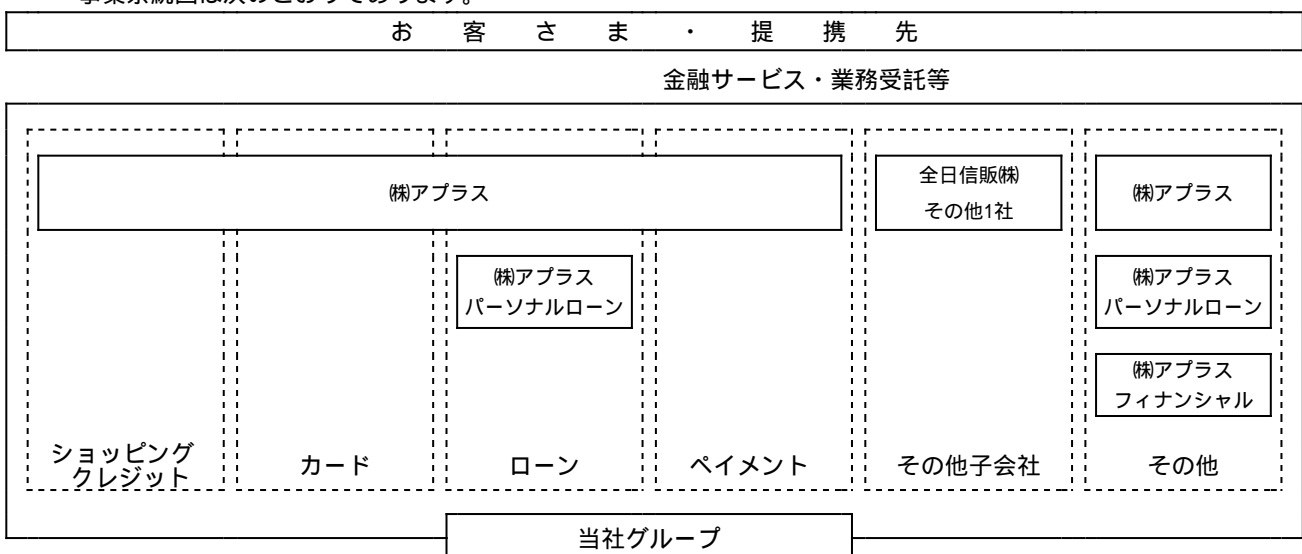 事業系統図は次のとおりであります。
お客さま・提携先
金融サービス・業務受託等
㈱アプラス
全日信販㈱
その他1社
㈱アプラス
㈱アプラス
パーソナルローン
㈱アプラス
パーソナルローン
㈱アプラス
フィナンシャル
ショッピング
クレジット
カード
ローン
ペイメント
その他子会社
その他
当社グループ